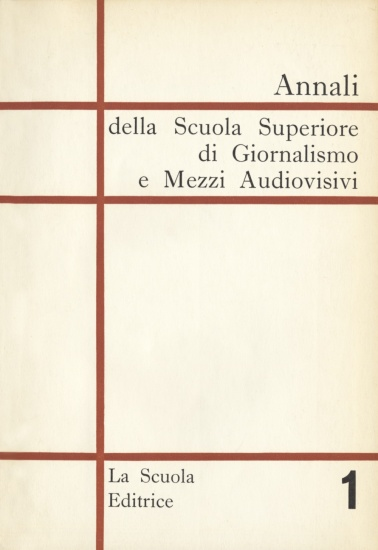 Annali
della Scuola Superiore
di Giornalismo
e Mezzi Audiovisivi
La Scuola
Editrice
1